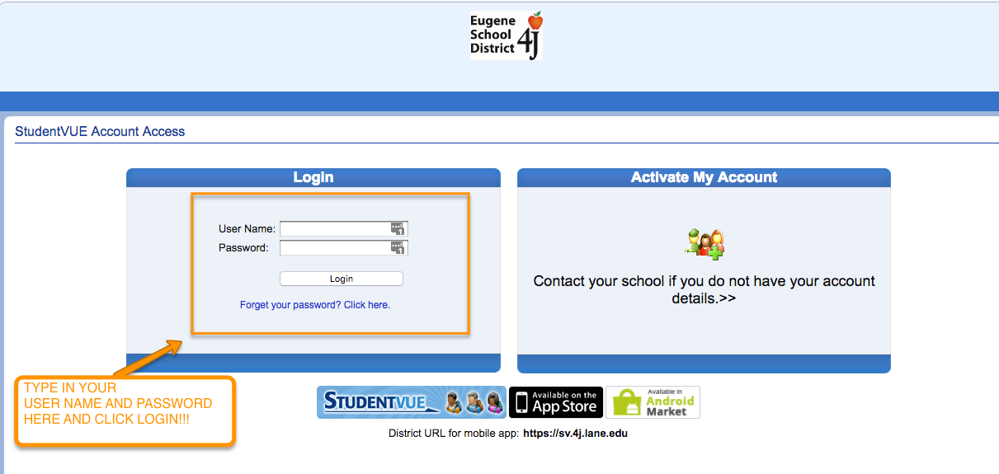 Eugene
School
District 4J
StudentVUE Account Access
Login
User Name:
Password:
Login
Forget your password? Click here.
Activate My Account
Contact your school if you do not have your account
details.>>
TYPE IN YOUR
USER NAME AND PASSWORD
HERE AND CLICK LOGIN!!!
STUDENTVUE
Available on the
App Store
Available in
Android
Market
District URL for mobile app: https://sv.4j.lane.edu